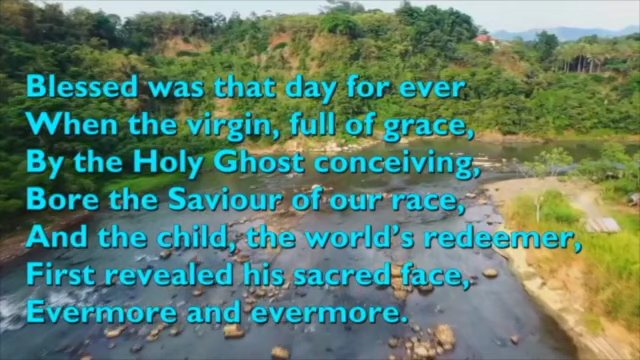 Blessed was that day for ever
When the virgin, full of grace,
By the Holy Ghost conceiving,
Bore the Saviour of our race,
And the child, the world’s redeemer,
First revealed his sacred face,
Evermore and evermore.